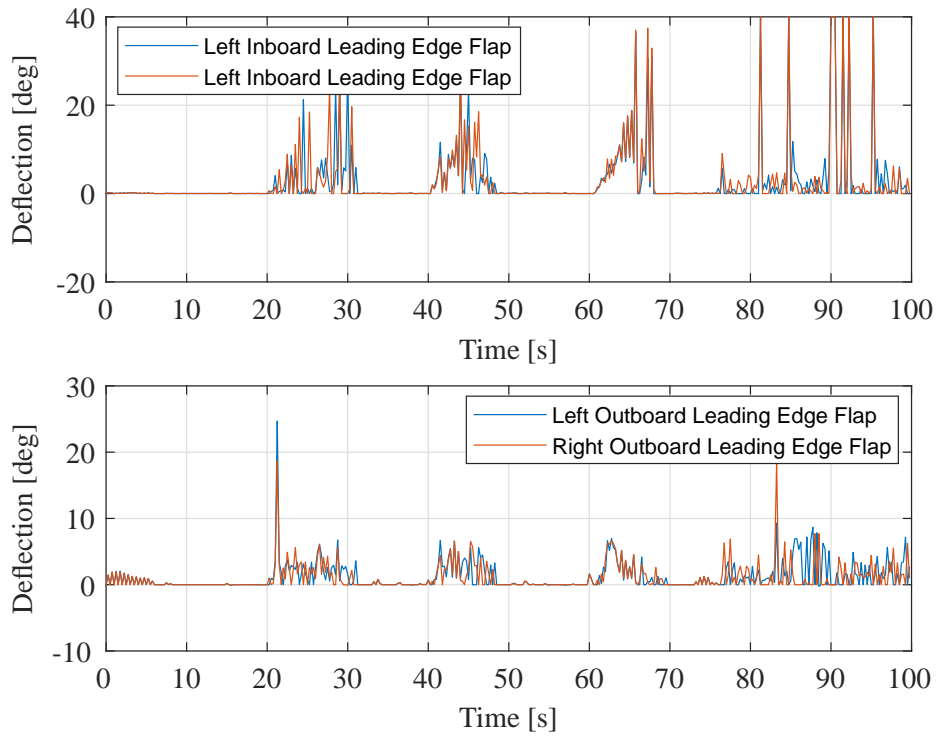 40
20
0
-20
Deflection [deg]
Left Inboard Leading Edge Flap
Left Inboard Leading Edge Flap
0 10 20 30 40 50 60 70 80 90 100
Time [s]
30
20
10
0
-10
Deflection [deg]
Left Outboard Leading Edge Flap
Right Outboard Leading Edge Flap
0 10 20 30 40 50 60 70 80 90 100
Time [s]